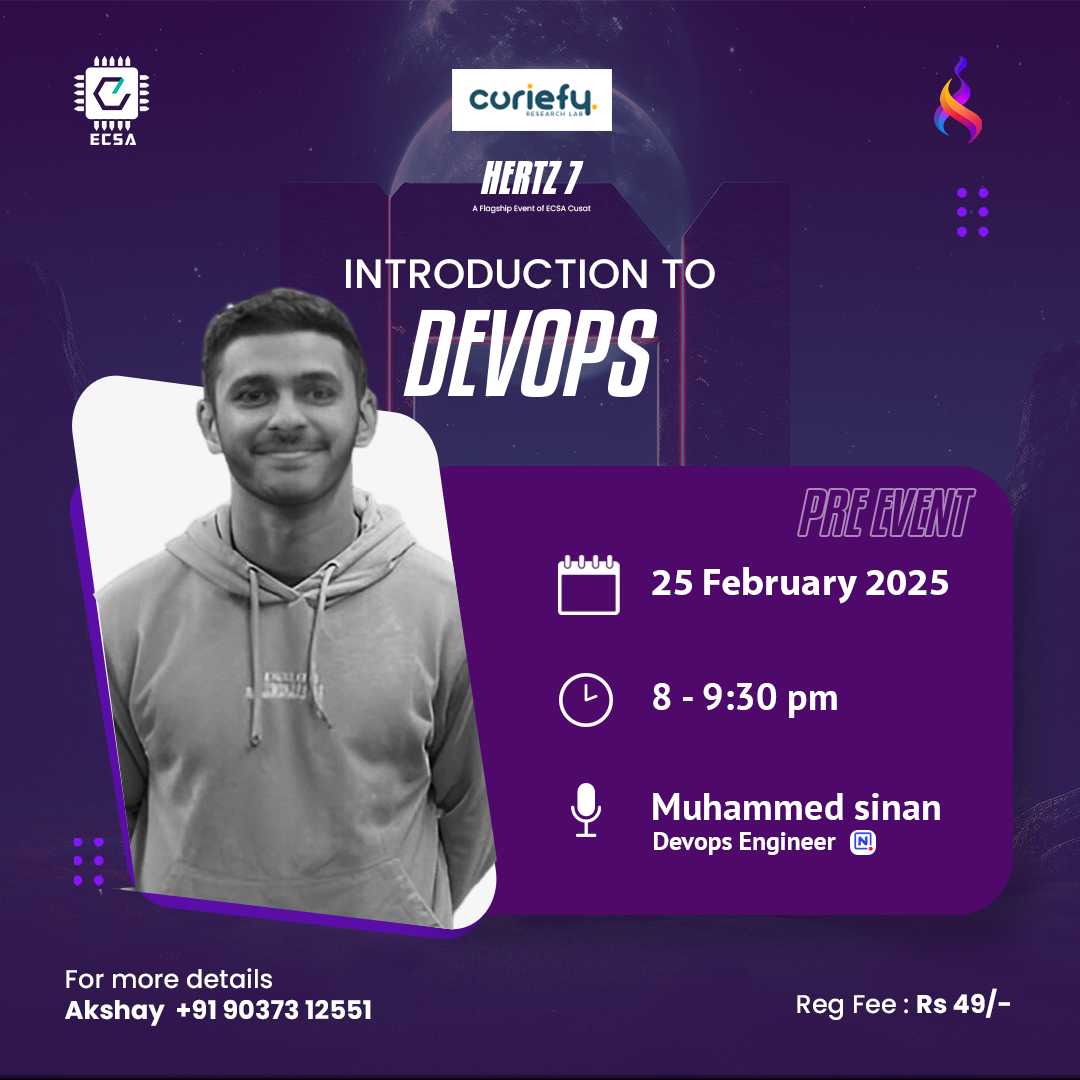 ECSA
curiefy.
RESEARCH LAB
HERTZ 7
A Flagship Event of ECSA Cusat
INTRODUCTION TO
DEVOPS
PRE EVENT
25 February 2025
8 - 9:30 pm
Muhammed sinan
Devops Engineer N
For more details
Akshay +91 90373 12551
Reg Fee : Rs 49/-